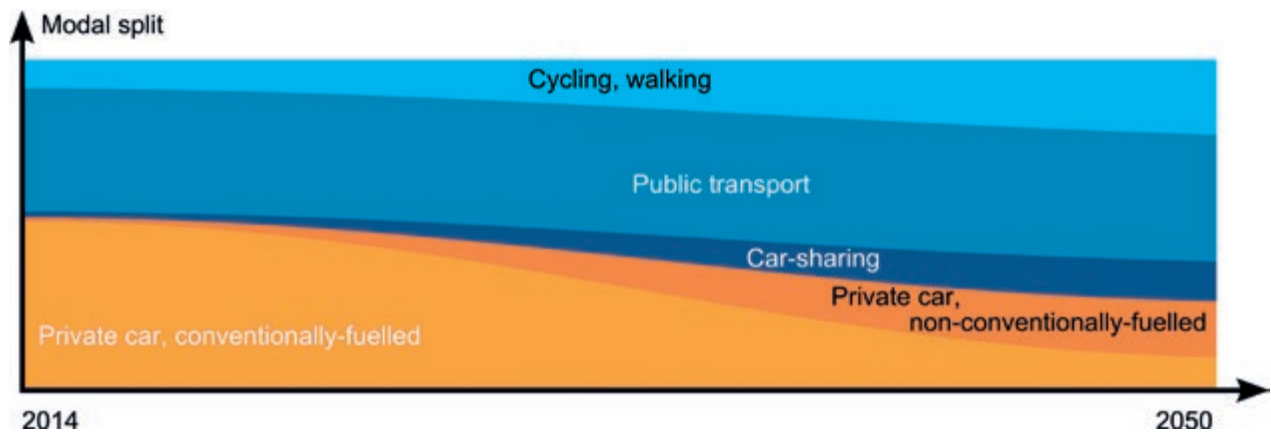 Modal split
Cycling, walking
Public transport
Car-sharing
Private car,
non-conventionally-fuelled
Private car, conventionally-fuelled
2014
2050